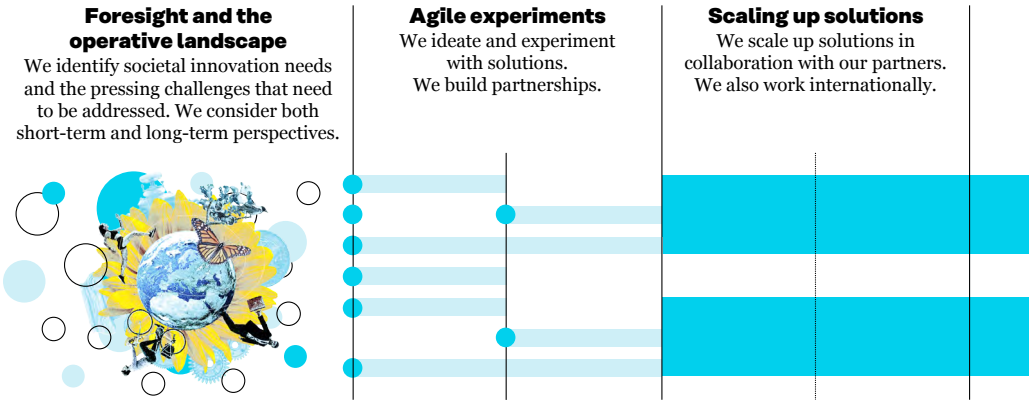 Foresight and the
operative landscape
We identify societal innovation needs
and the pressing challenges that need
to be addressed. We consider both
short-term and long-term perspectives.
Agile experiments
We ideate and experiment
with solutions.
We build partnerships.
Scaling up solutions
We scale up solutions in
collaboration with our partners.
We also work internationally.